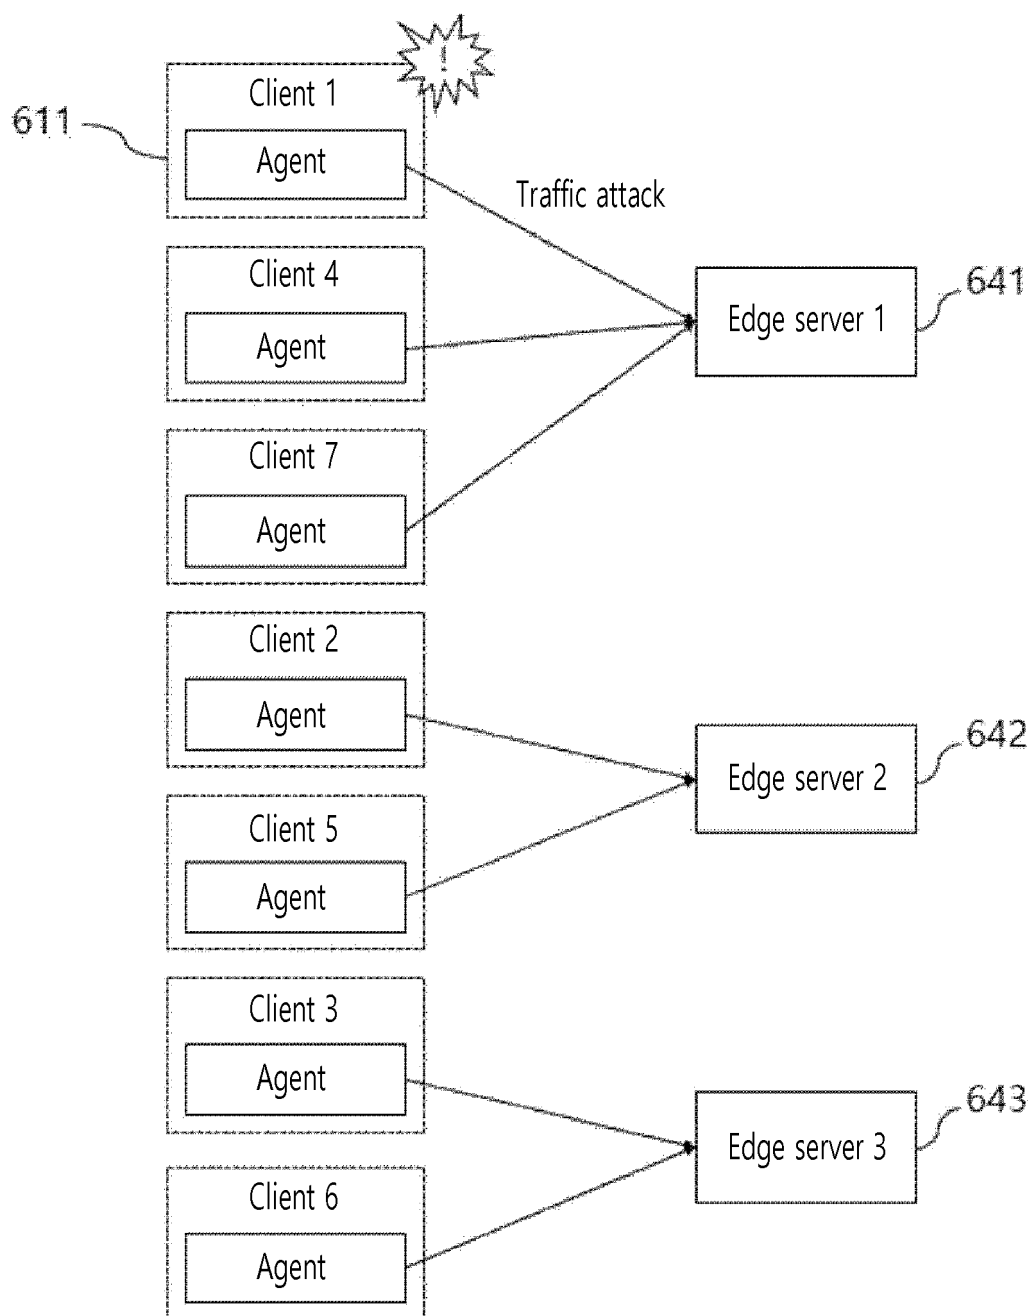 !
Client 1
611
Agent
Traffic attack
Client 4
Agent
Edge server 1
641
Client 7
Agent
Client 2
Agent
Edge server 2
642
Client 5
Agent
Client 3
Agent
Edge server 3
643
Client 6
Agent